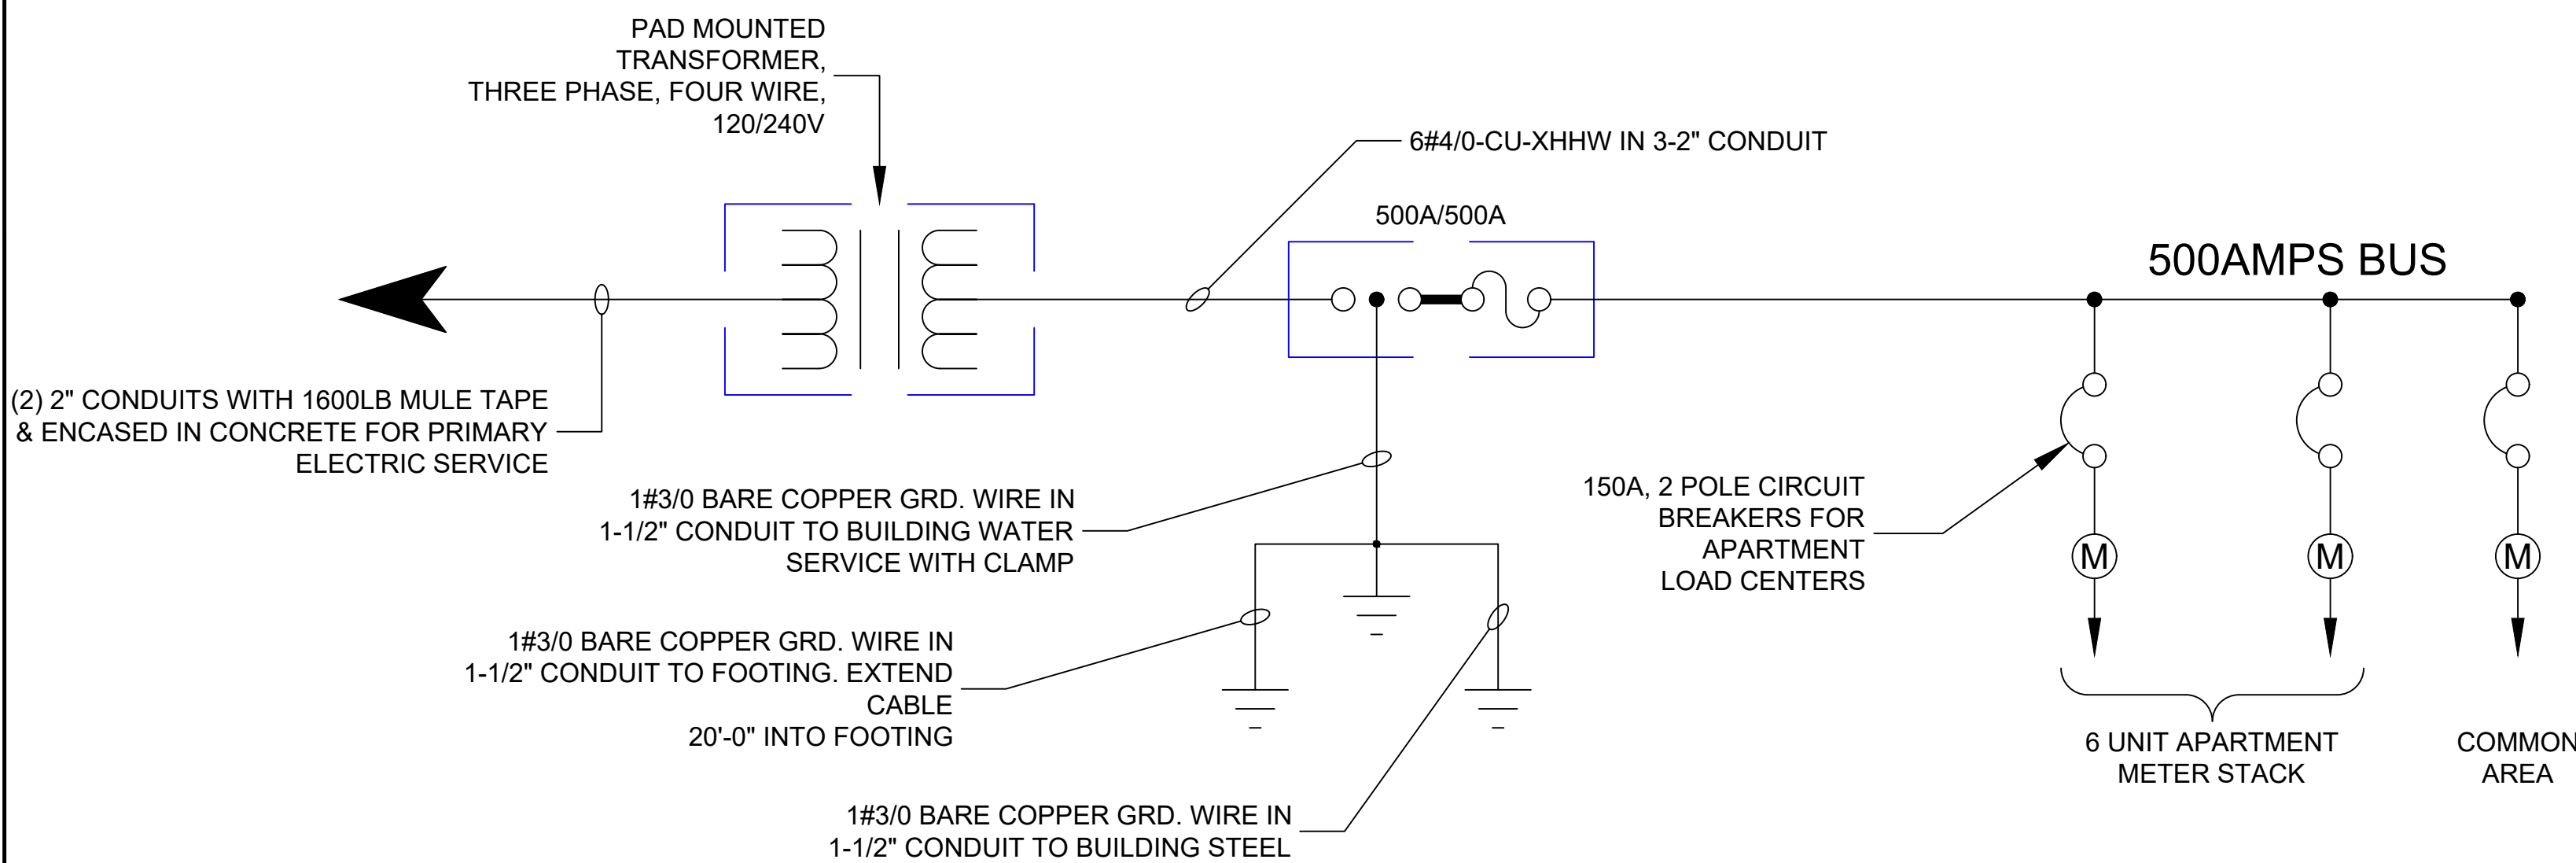 PAD MOUNTED
TRANSFORMER,
THREE PHASE, FOUR WIRE,
120/240V
6#4/0-CU-XHHW IN 3-2" CONDUIT
500A/500A
500AMPS BUS
(2) 2" CONDUITS WITH 1600LB MULE TAPE
& ENCASED IN CONCRETE FOR PRIMARY
ELECTRIC SERVICE
1#3/0 BARE COPPER GRD. WIRE IN
1-1/2" CONDUIT TO BUILDING WATER
SERVICE WITH CLAMP
150A, 2 POLE CIRCUIT
BREAKERS FOR
APARTMENT
LOAD CENTERS
M
M
M
1#3/0 BARE COPPER GRD. WIRE IN
1-1/2" CONDUIT TO FOOTING. EXTEND
CABLE
20'-0" INTO FOOTING
6 UNIT APARTMENT
METER STACK
COMMON
AREA
1#3/0 BARE COPPER GRD. WIRE IN
1-1/2" CONDUIT TO BUILDING STEEL